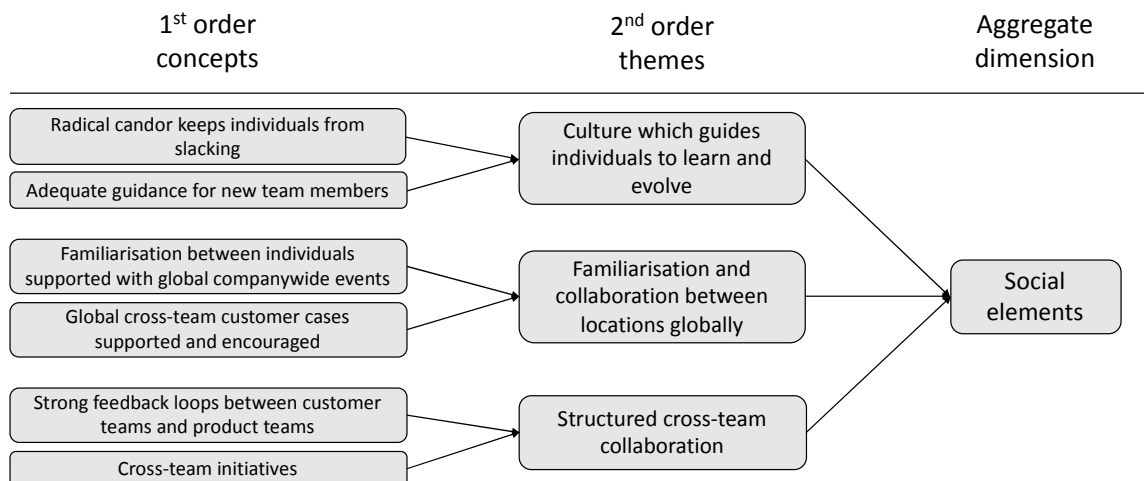 1st order
concepts
2nd order
themes
Aggregate
dimension
Radical candor keeps individuals from
slacking
Adequate guidance for new team members
Culture which guides
individuals to learn and
evolve
Familiarisation between individuals
supported with global companywide events
Global cross-team customer cases
supported and encouraged
Familiarisation and
collaboration between
locations globally
Social
elements
Strong feedback loops between customer
teams and product teams
Cross-team initiatives
Structured cross-team
collaboration